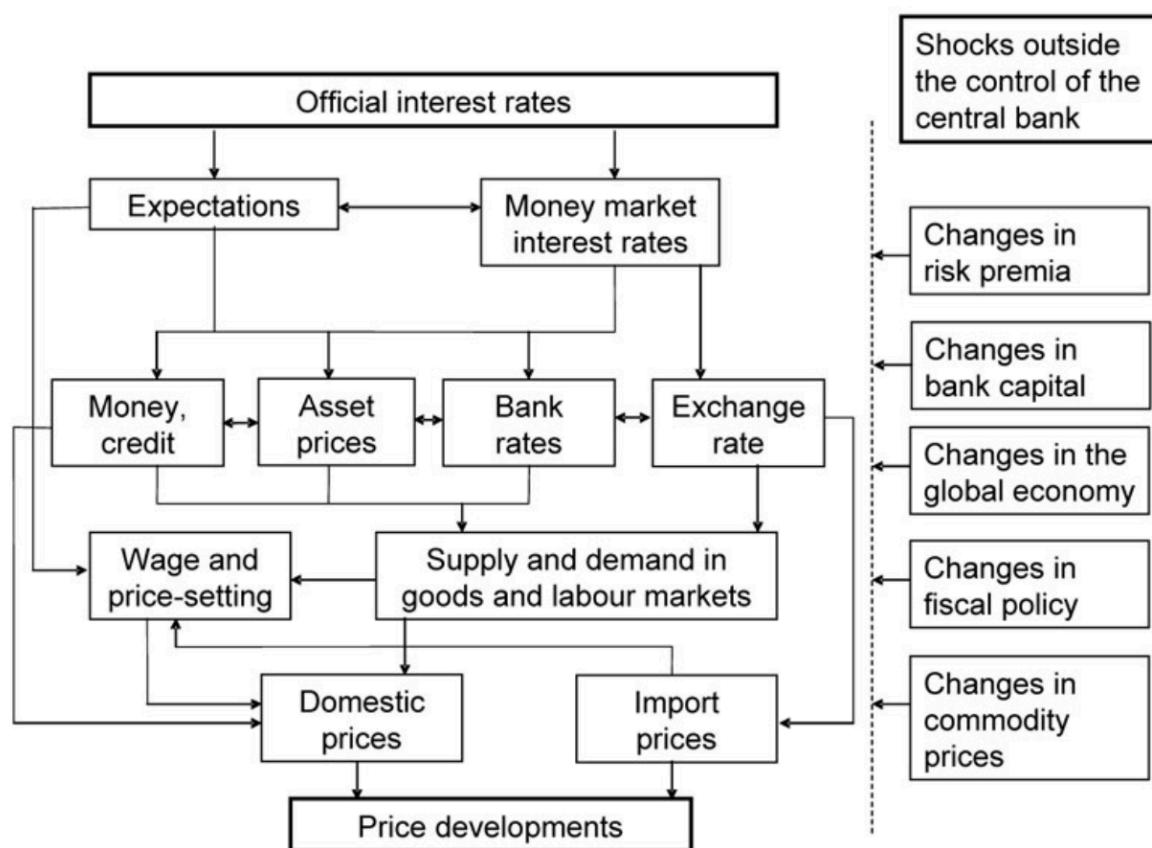 Shocks outside
the control of the
central bank
Official interest rates
Expectations
Money market
interest rates
Changes in
risk premia
Changes in
bank capital
Money,
credit
Asset
prices
Bank
rates
Exchange
rate
Changes in the
global economy
Wage and
price-setting
Supply and demand in
goods and labour markets
Changes in
fiscal policy
Domestic
prices
Import
prices
Changes in
commodity
prices
Price developments